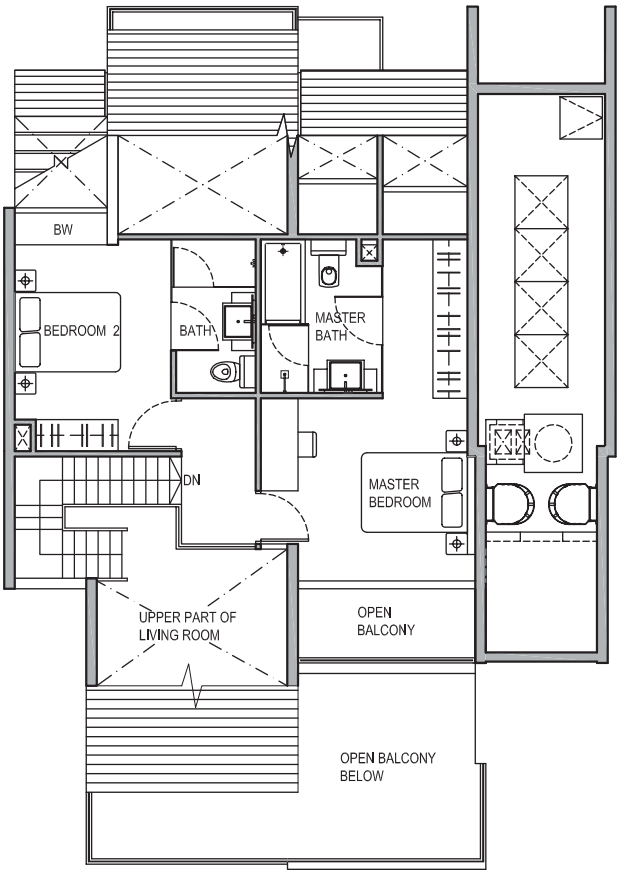 BW
BEDROOM 2
BATH
MASTER
BATH
DN
MASTER
BEDROOM
UPPER PART OF
LIVING ROOM
OPEN
BALCONY
OPEN BALCONY
BELOW